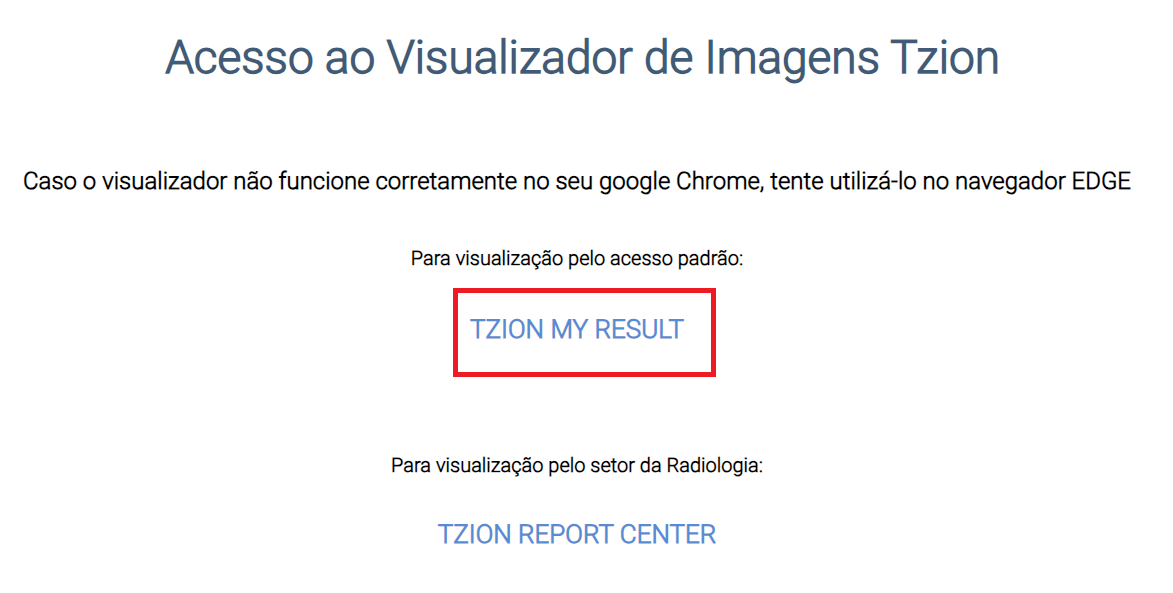 Acesso ao Visualizador de Imagens Tzion
Caso o visualizador não funcione corretamente no seu google Chrome, tente utilizá-lo no navegador EDGE
Para visualização pelo acesso padrão:
TZION MY RESULT
Para visualização pelo setor da Radiologia:
TZION REPORT CENTER